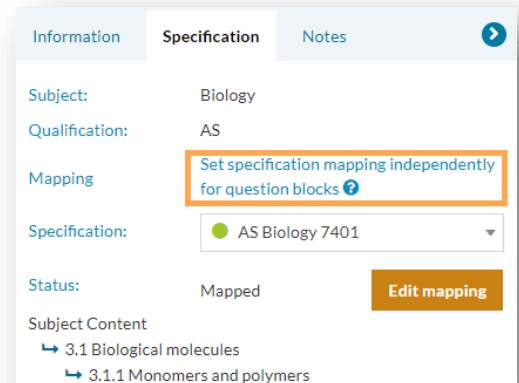 Information Specification Notes
Subject: Biology
Qualification: AS
Mapping Set specification mapping independently
for question blocks ?
Specification: AS Biology 7401
Status: Mapped Edit mapping
Subject Content
3.1 Biological molecules
3.1.1 Monomers and polymers